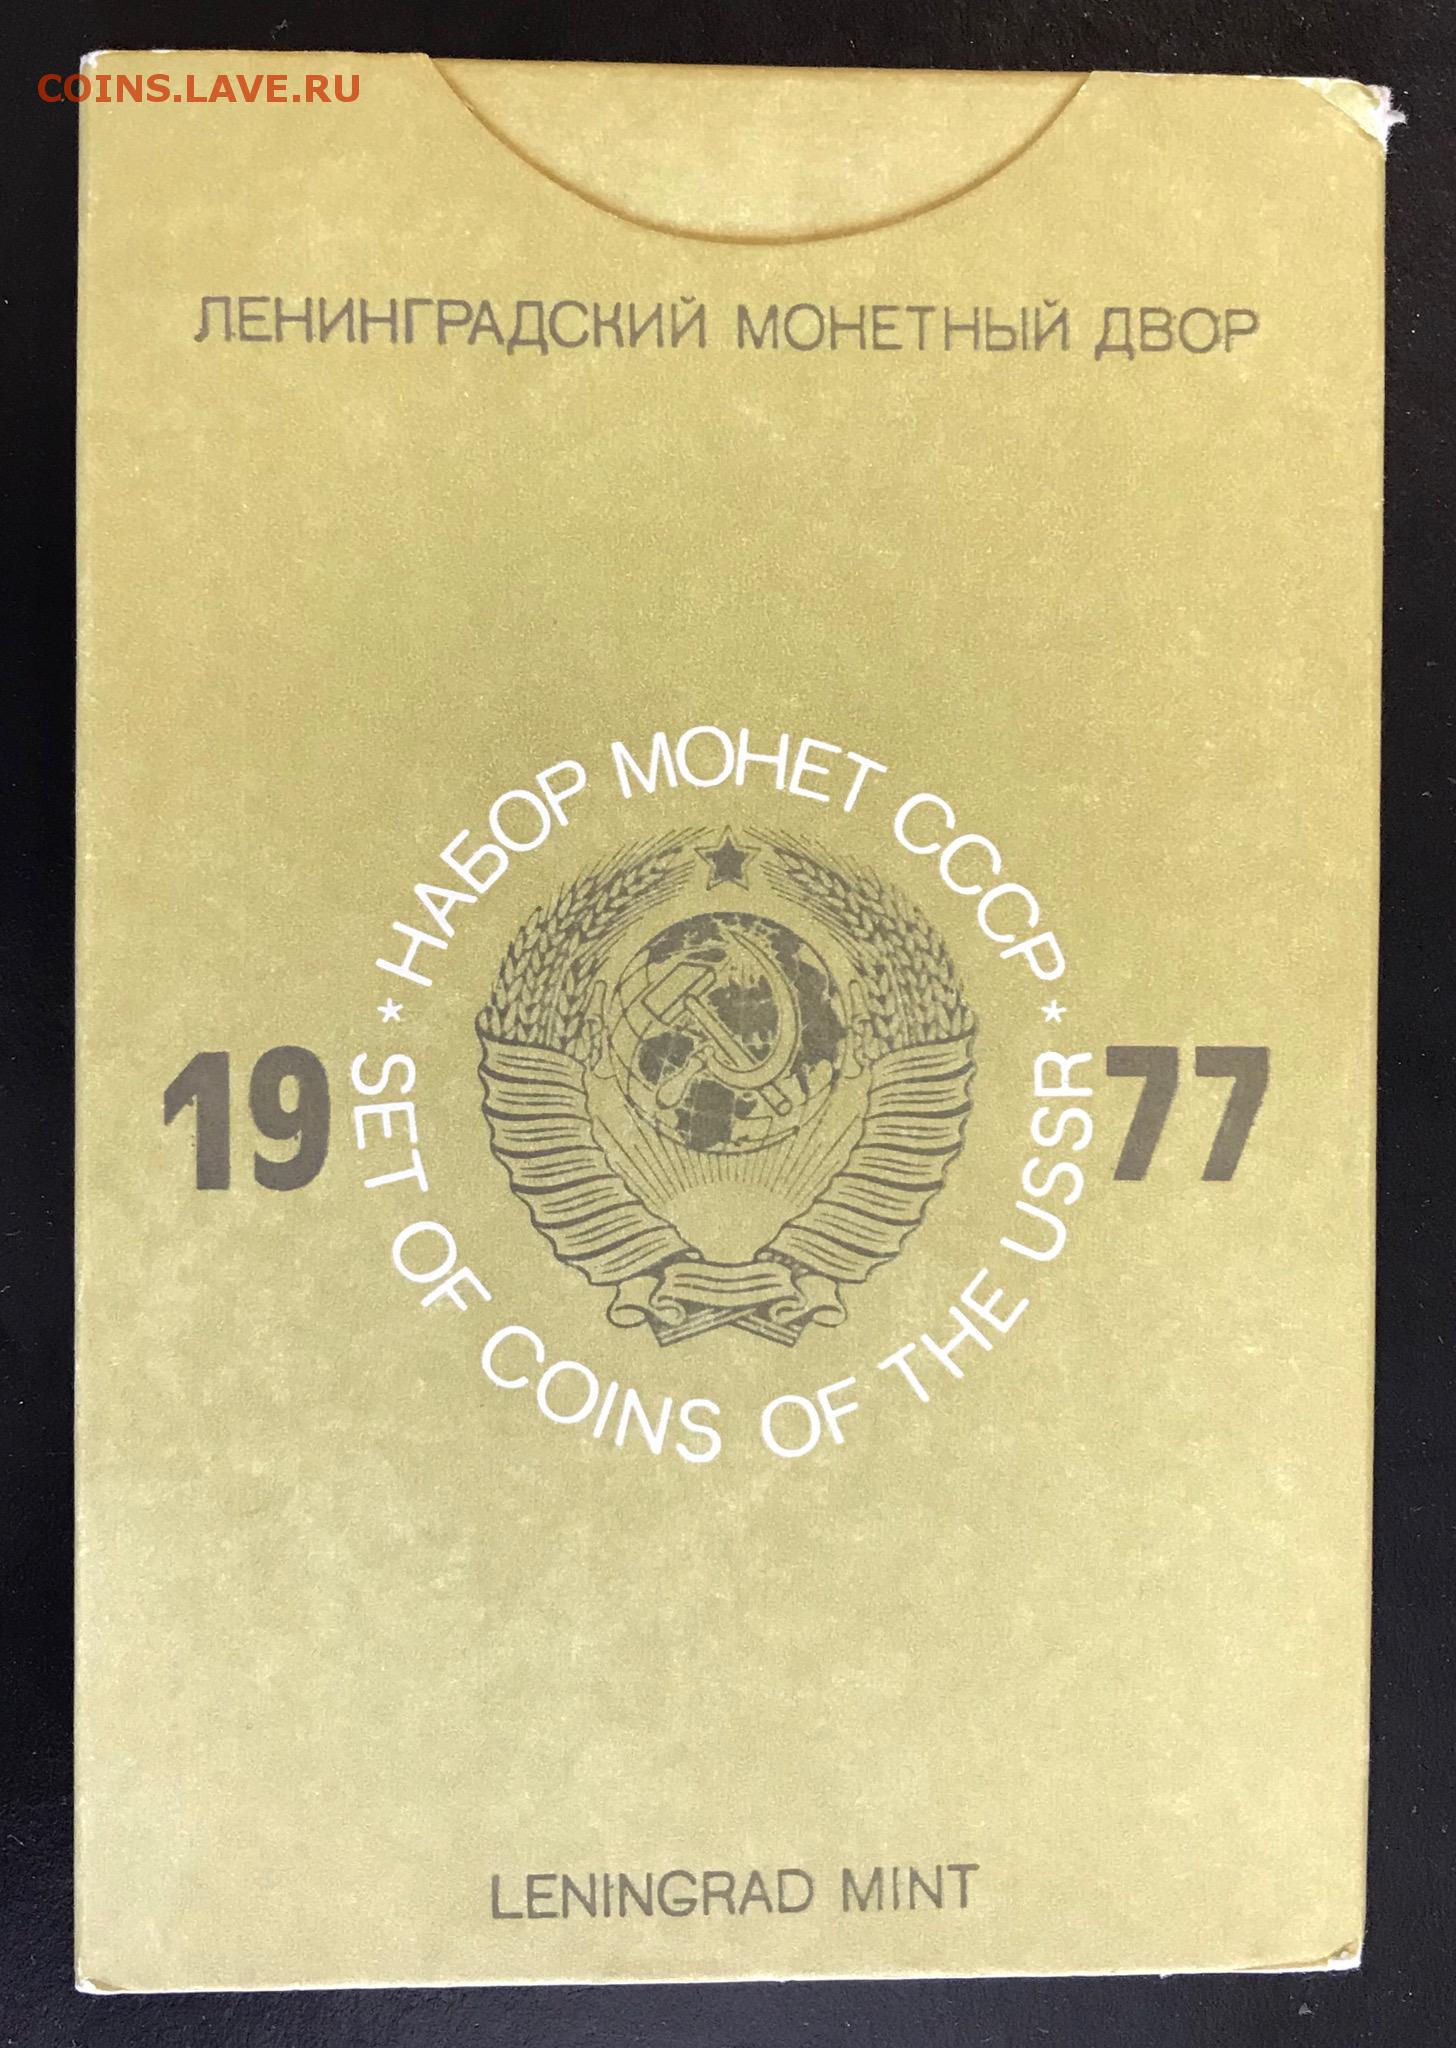 COINS.LAVE.RU
ЛЕНИНГРАДСКИЙ МОНЕТНЫЙ ДВОР
* НАБОР МОНЕТ СССР *
19 77
SET OF COINS OF THE USSR
LENINGRAD MINT